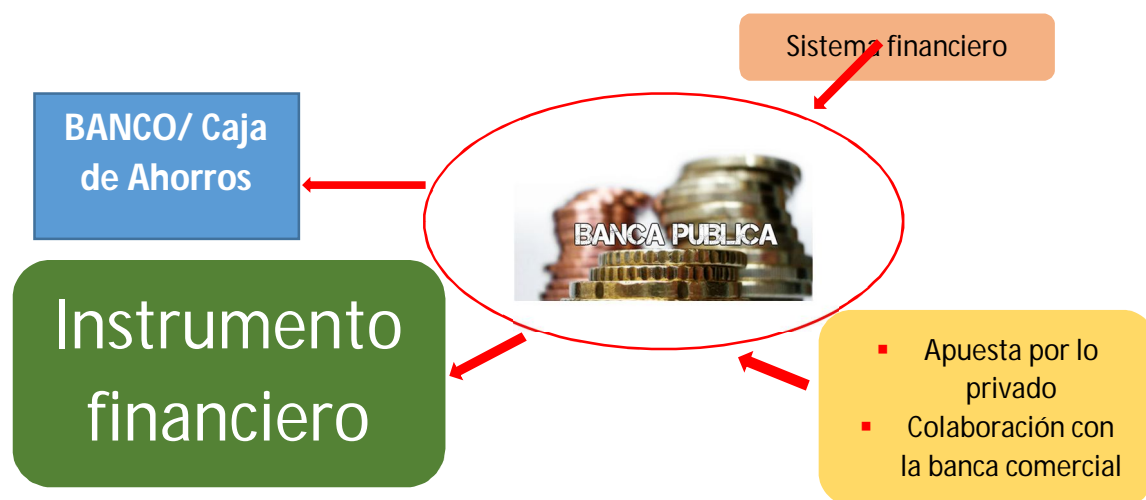 Sistema financiero
BANCO/ Caja
de Ahorros
BANCA PUBLICA
Instrumento
financiero
▪ Apuesta por lo
privado
▪ Colaboración con
la banca comercial